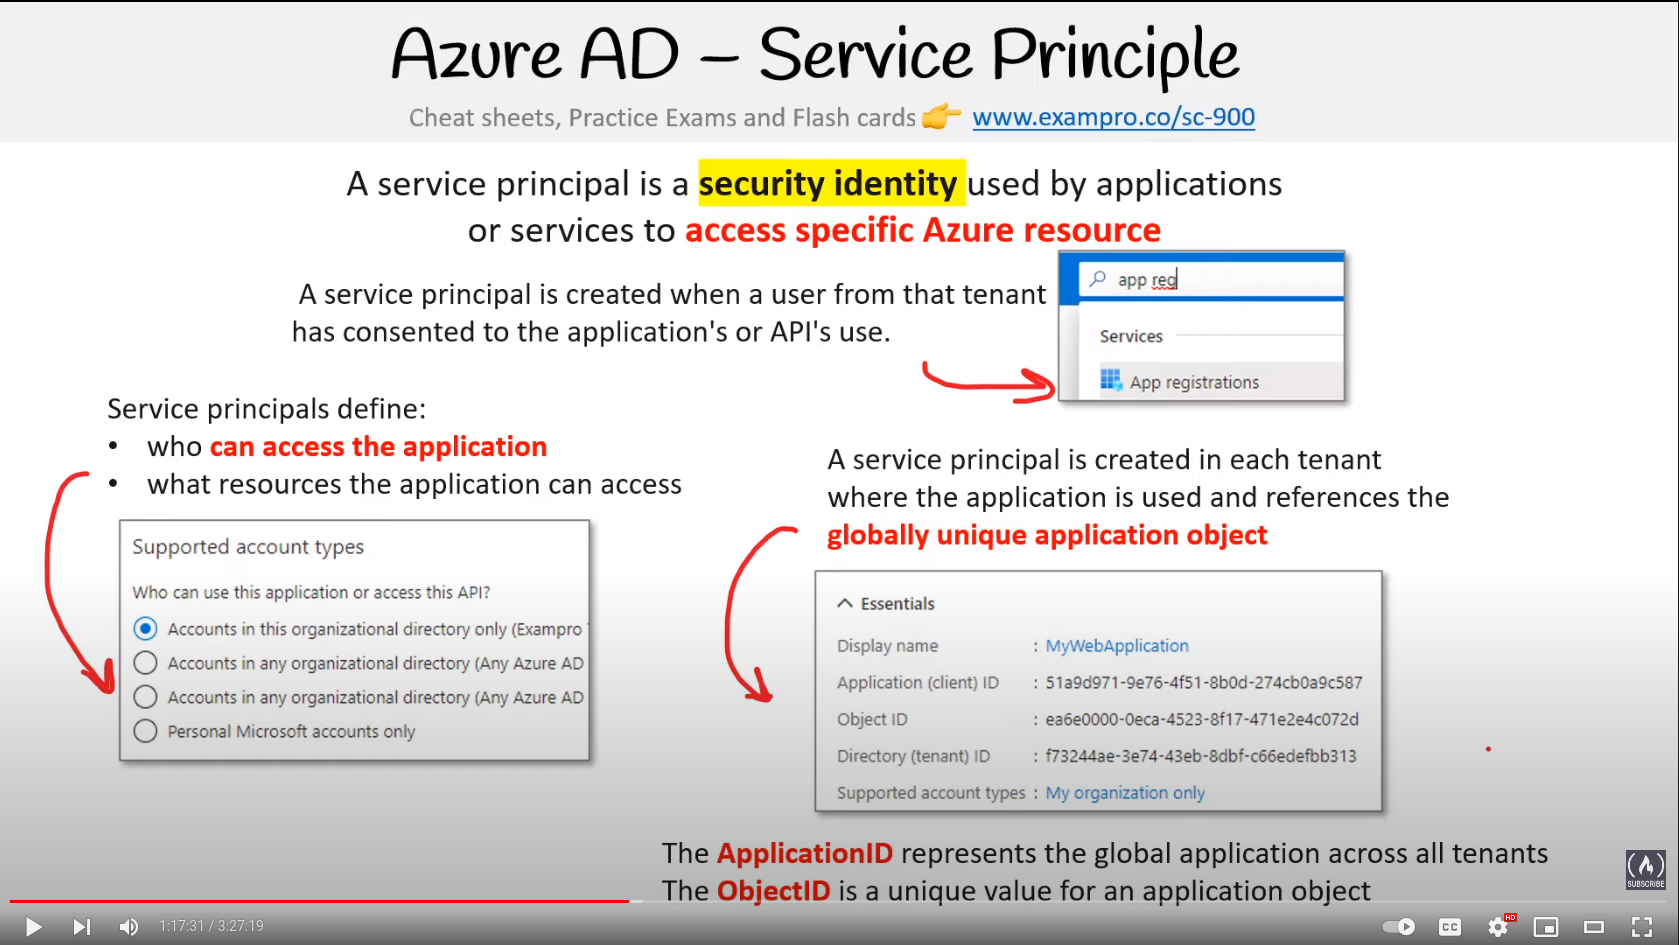 Azure AD – Service Principle
Cheat sheets, Practice Exams and Flash cards 👉 www.exampro.co/sc-900
A service principal is a security identity used by applications
or services to access specific Azure resource
A service principal is created when a user from that tenant
has consented to the application's or API's use.
app reg
Services
App registrations
Service principals define:
• who can access the application
• what resources the application can access
Supported account types
Who can use this application or access this API?
Accounts in this organizational directory only (Exampro
Accounts in any organizational directory (Any Azure AD
Accounts in any organizational directory (Any Azure AD
Personal Microsoft accounts only
A service principal is created in each tenant
where the application is used and references the
globally unique application object
Essentials
Display name : MyWebApplication
Application (client) ID : 51a9d971-9e76-4f51-8b0d-274cb0a9c587
Object ID : ea6e0000-0eca-4523-8f17-471e2e4c072d
Directory (tenant) ID : f73244ae-3e74-43eb-8dbf-c66edefbb313
Supported account types : My organization only
The ApplicationID represents the global application across all tenants
The ObjectID is a unique value for an application object
SUBSCRIBE
1:17:31 / 3:27:19
CC
HD